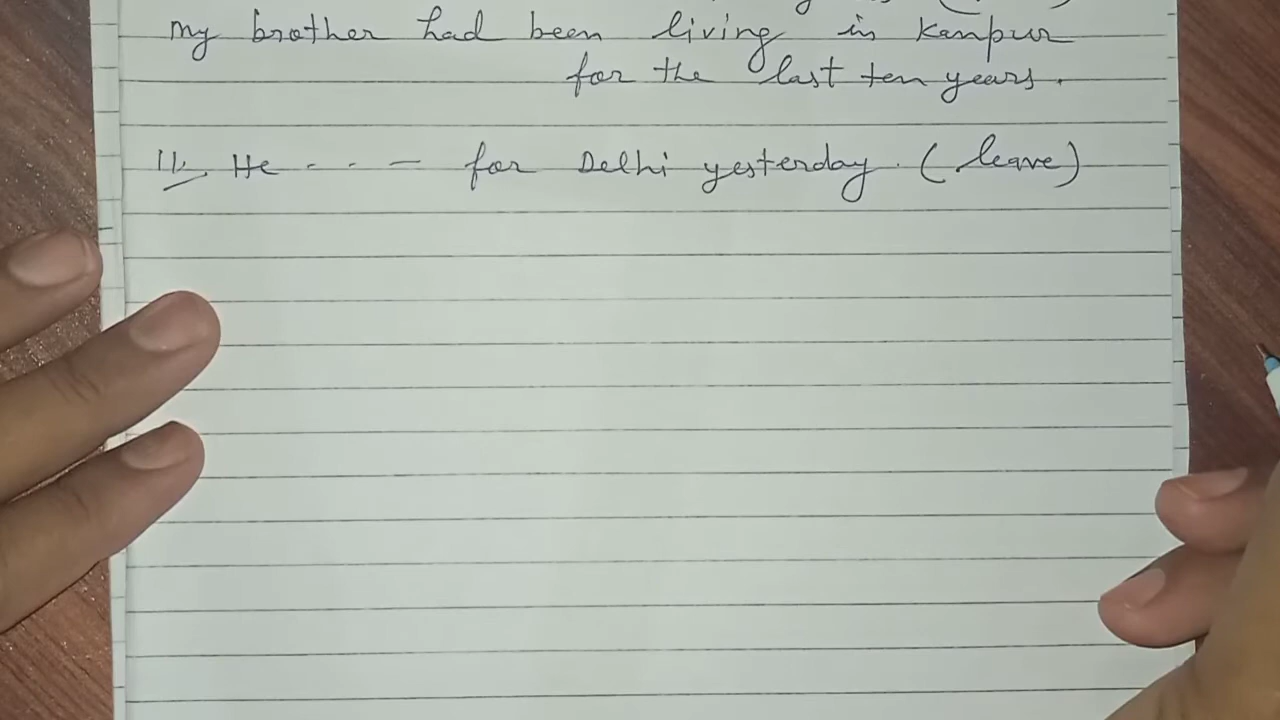 my brother had been living in Kanpur
for the last ten years.
11. He - - - for Delhi yesterday. (leave)